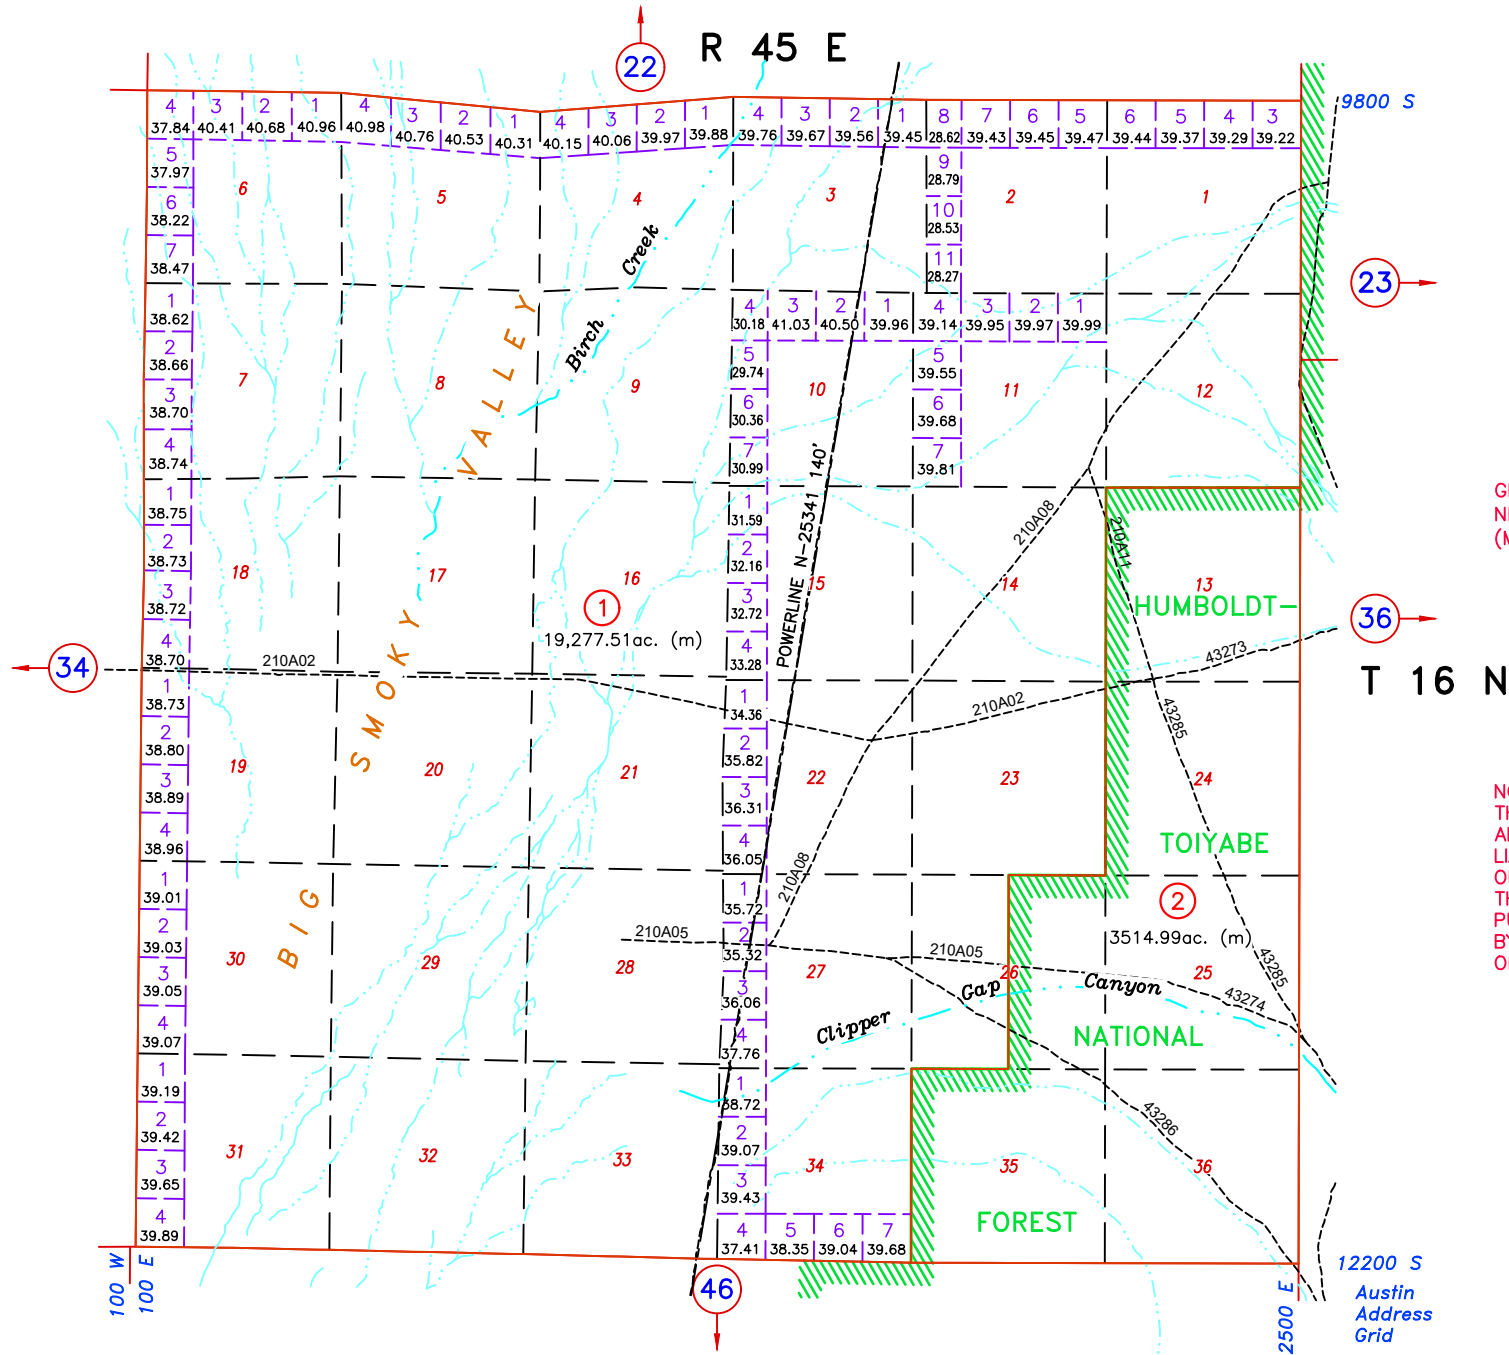 22
R 45 E
9800 S
4 3 2 1 4 3 2 1 4 3 2 1 4 3 2 1 8 7 6 5 6 5 4 3
37.84 40.41 40.68 40.96 40.98 40.76 40.53 40.31 40.15 40.06 39.97 39.88 39.76 39.67 39.56 39.45 28.62 39.43 39.45 39.47 39.44 39.37 39.29 39.22
5
37.97
9
28.79
6 5 4 3 2 1
6
38.22
10
28.53
7
38.47
11
28.27
Birch Creek
23
1
38.62
4 3 2 1 4 3 2 1
30.18 41.03 40.50 39.96 39.14 39.95 39.97 39.99
2
38.66
5
29.74
5
39.55
7 8 9 10 11 12
3
38.70
6
30.36
6
39.68
4
38.74
7
30.99
7
39.81
1
38.75
1
31.59
2
38.73
2
32.16
18 17 16 15 14 13
3
38.72
3
32.72
4
38.70
4
33.28
1
19,277.51ac. (m)
POWERLINE N-25341 140'
210A08
210A11
HUMBOLDT-
36
34
210A02
43273
T 16 N
BIG SMOKY VALLEY
1
38.73
1
34.36
210A02
43285
2
38.80
2
35.82
19 20 21 22 23 24
3
38.89
3
36.31
4
38.96
4
36.05
TOIYABE
210A08
1
39.01
1
35.72
2
3514.99ac. (m)
2
39.03
2
35.32
210A05
210A05
30 29 28 27 26 25
43285
3
39.05
3
36.06
Clipper Gap Canyon
43274
4
39.07
4
37.76
NATIONAL
1
39.19
1
38.72
43286
2
39.42
2
39.07
31 32 33 34 35 36
3
39.65
3
39.43
FOREST
4
39.89
4 5 6 7
37.41 38.35 39.04 39.68
100 W
100 E
46
2500 E
12200 S
Austin
Address
Grid